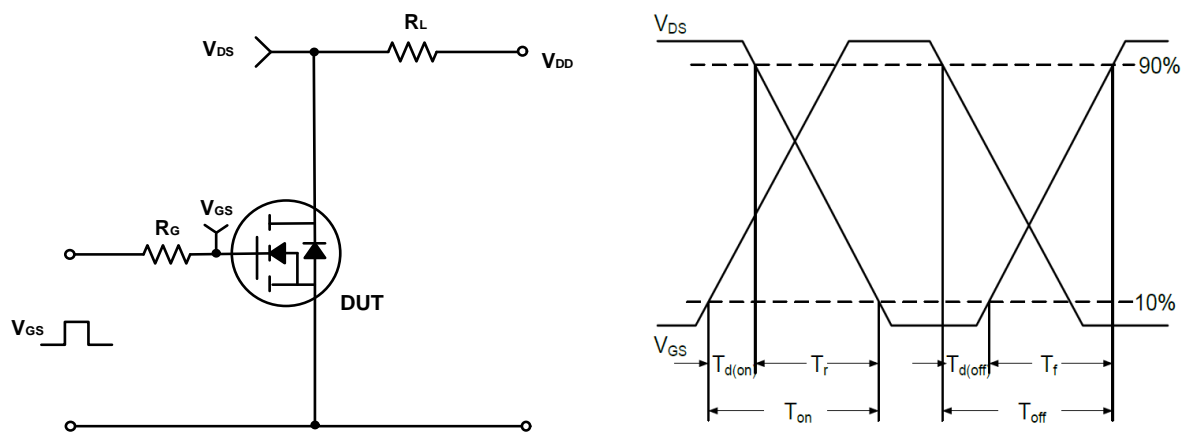 RL
VDS
VDD
VGS
RG
DUT
VGS
VDS
90%
10%
VGS
Td(on)
Tr
Td(off)
Tf
Ton
Toff